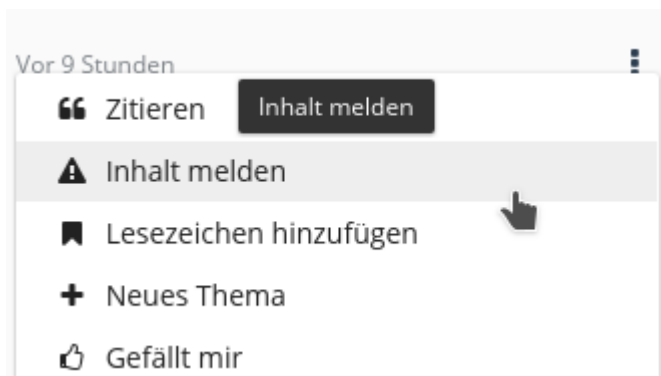 Vor 9 Stunden
Zitieren
Inhalt melden
Inhalt melden
Lesezeichen hinzufügen
Neues Thema
Gefällt mir